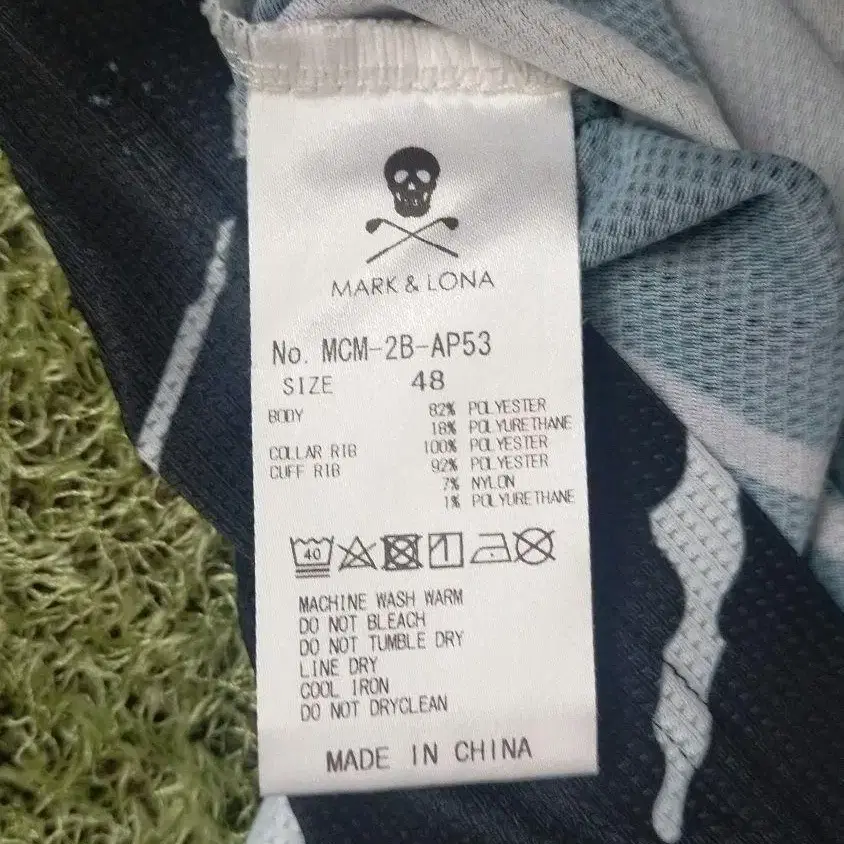 MARK & LONA
No. MCM-2B-AP53
SIZE 48
BODY 82% POLYESTER
18% POLYURETHANE
COLLAR RIB 100% POLYESTER
CUFF RIB 92% POLYESTER
7% NYLON
1% POLYURETHANE
40
MACHINE WASH WARM
DO NOT BLEACH
DO NOT TUMBLE DRY
LINE DRY
COOL IRON
DO NOT DRYCLEAN
MADE IN CHINA